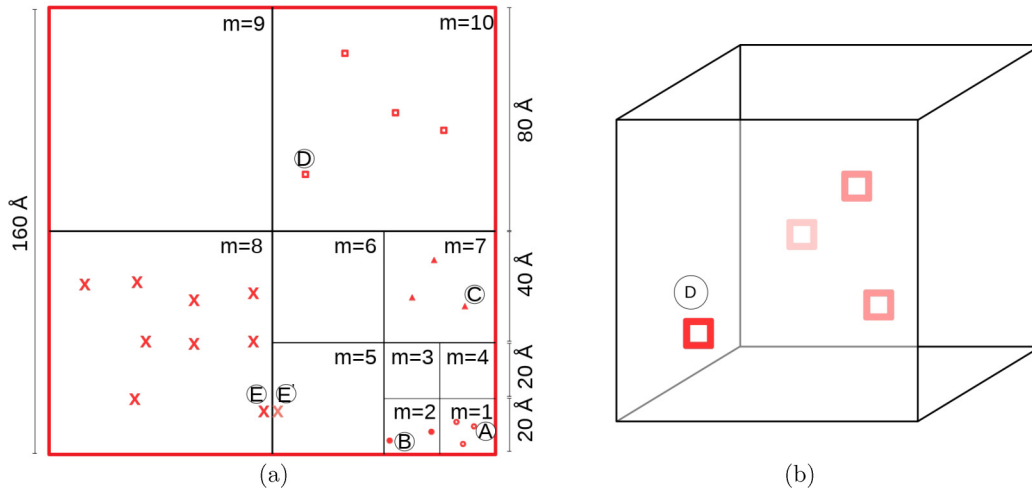 m=9
m=10
D
160 Å
80 Å
m=8
m=6
m=7
C
40 Å
m=5
m=3
m=4
20 Å
E
E'
m=2
m=1
B
A
20 Å
(a)
D
(b)